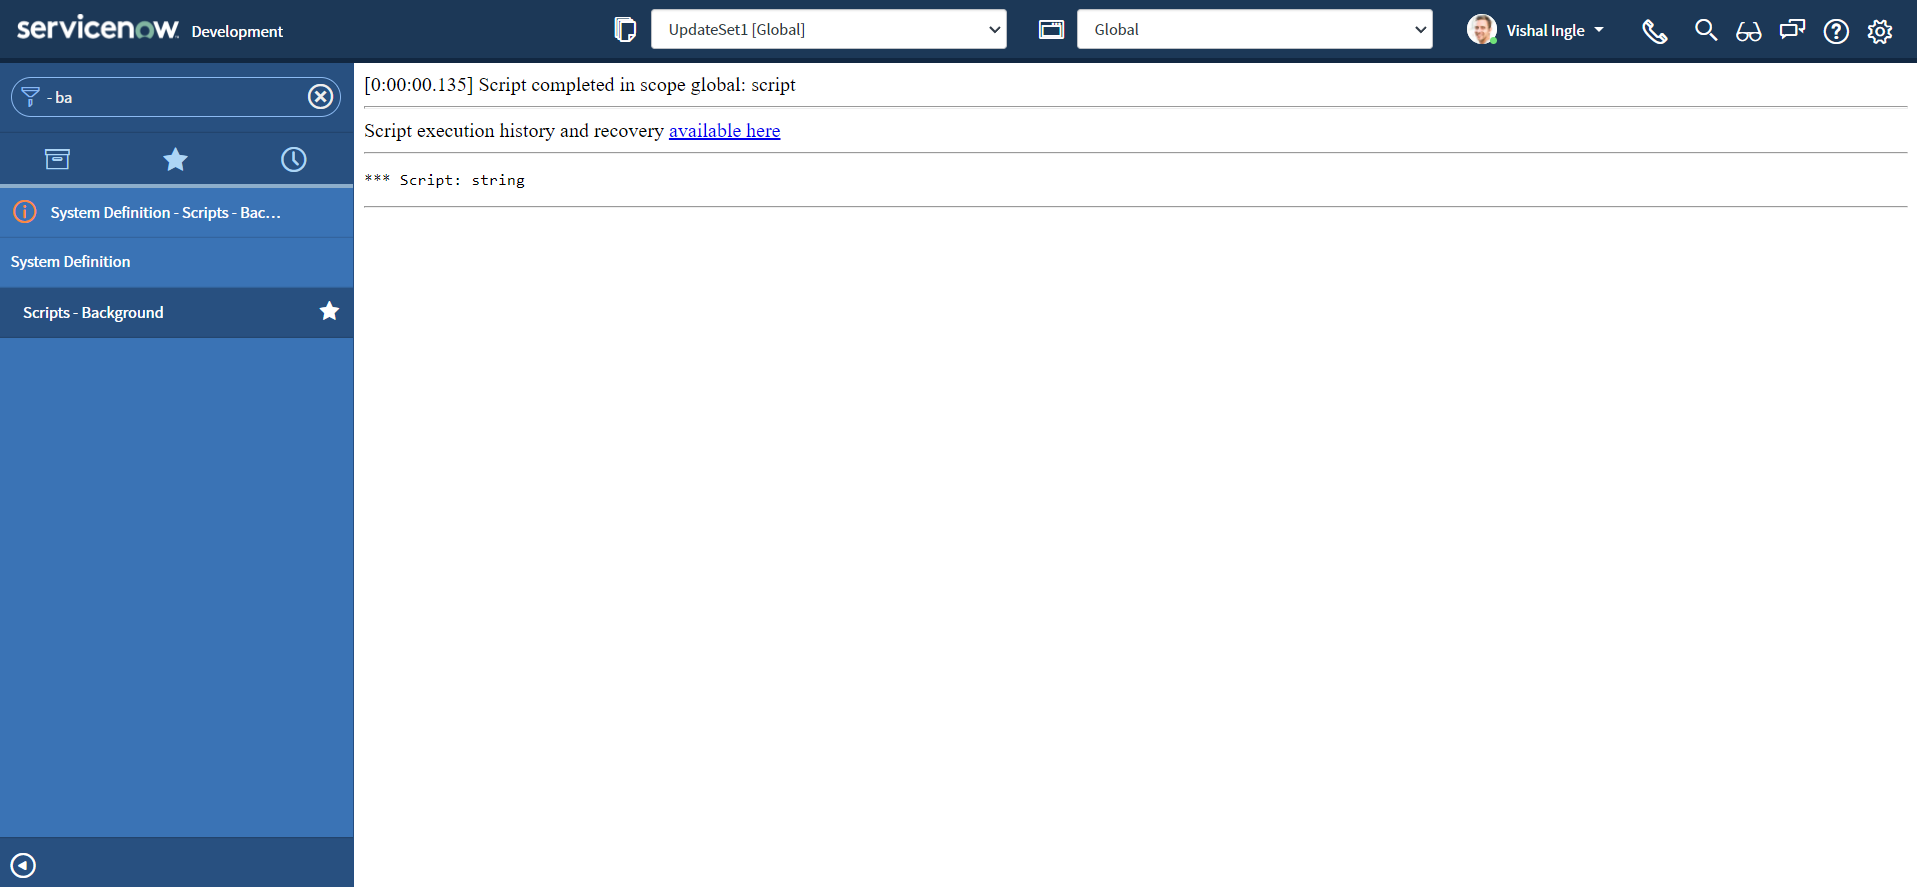 servicenow. Development
UpdateSet1 [Global]
Global
Vishal Ingle
- ba
System Definition - Scripts - Bac...
System Definition
Scripts - Background
[0:00:00.135] Script completed in scope global: script
Script execution history and recovery available here
*** Script: string